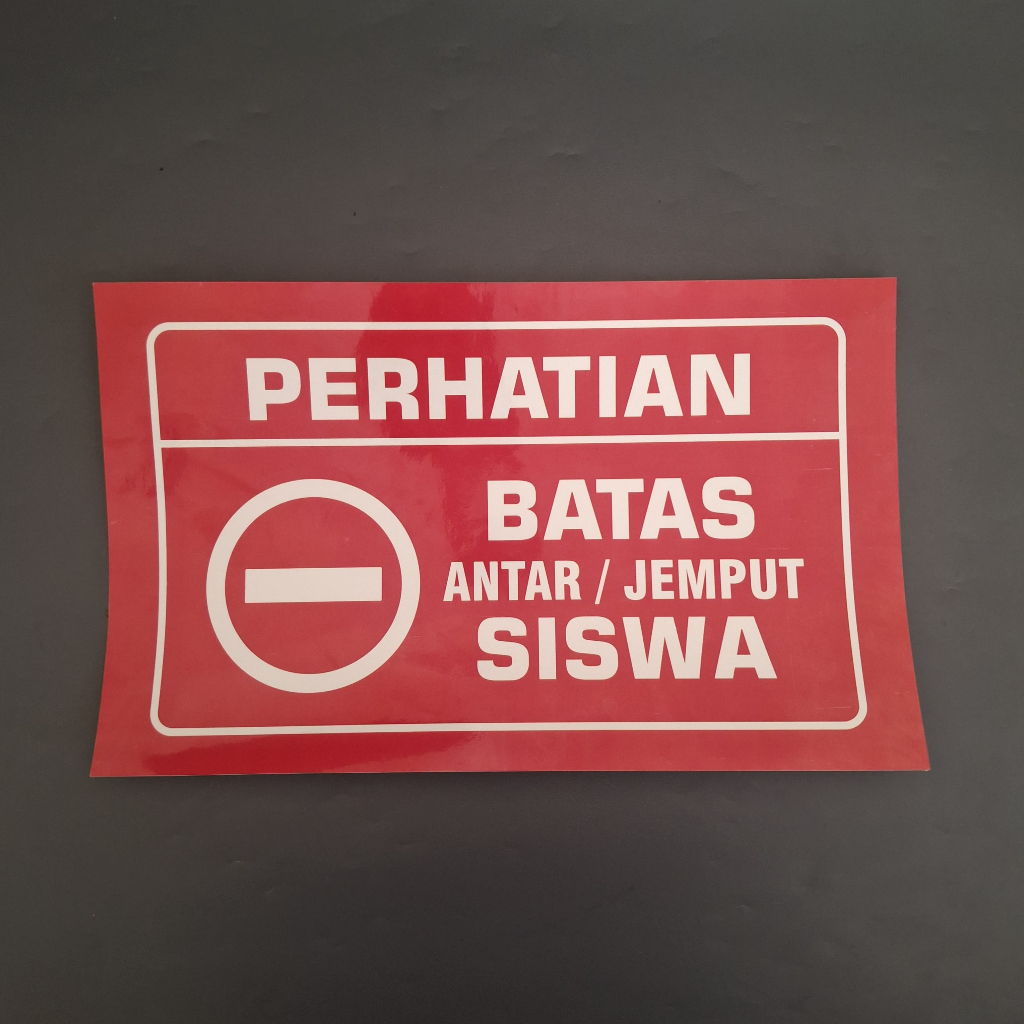 PERHATIAN
BATAS
ANTAR / JEMPUT
SISWA